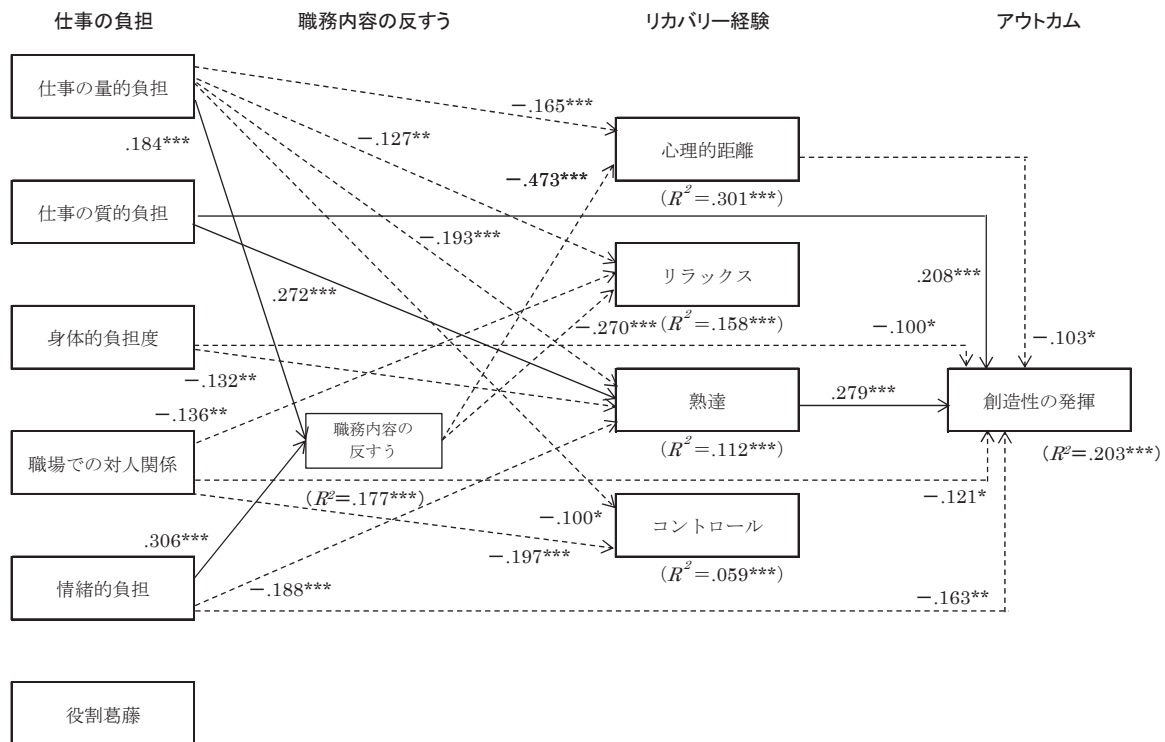 仕事の負担 職務内容の反すう リカバリー経験 アウトカム
仕事の量的負担
−.165***
.184***
−.127**
心理的距離
−.473***
(R²=.301***)
仕事の質的負担
−.193***
リラックス
.272***
.208***
−.270***
(R²=.158***)
−.100*
−.103*
身体的負担度
−.132**
熟達
.279***
創造性の発揮
−.136**
職務内容の
反すう
(R²=.112***)
(R²=.203***)
職場での対人関係
(R²=.177***)
−.121*
−.100*
コントロール
.306***
−.197***
(R²=.059***)
情緒的負担
−.188***
−.163**
役割葛藤